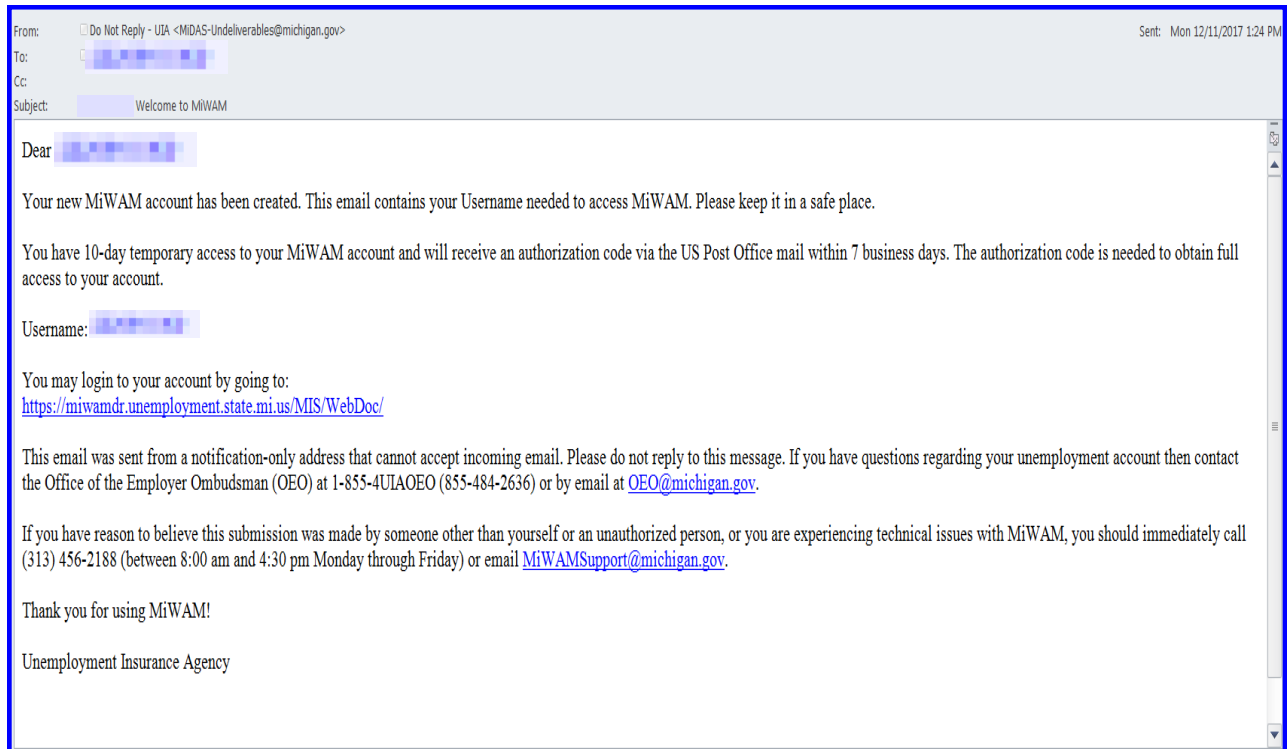 From: Do Not Reply - UIA <MiDAS-Undeliverables@michigan.gov> Sent: Mon 12/11/2017 1:24 PM
To:
Cc:
Subject: Welcome to MiWAM
Dear
Your new MiWAM account has been created. This email contains your Username needed to access MiWAM. Please keep it in a safe place.
You have 10-day temporary access to your MiWAM account and will receive an authorization code via the US Post Office mail within 7 business days. The authorization code is needed to obtain full
access to your account.
Username:
You may login to your account by going to:
https://miwamdr.unemployment.state.mi.us/MIS/WebDoc/
This email was sent from a notification-only address that cannot accept incoming email. Please do not reply to this message. If you have questions regarding your unemployment account then contact
the Office of the Employer Ombudsman (OEO) at 1-855-4UIAOEO (855-484-2636) or by email at OEO@michigan.gov.
If you have reason to believe this submission was made by someone other than yourself or an unauthorized person, or you are experiencing technical issues with MiWAM, you should immediately call
(313) 456-2188 (between 8:00 am and 4:30 pm Monday through Friday) or email MiWAMSupport@michigan.gov.
Thank you for using MiWAM!
Unemployment Insurance Agency